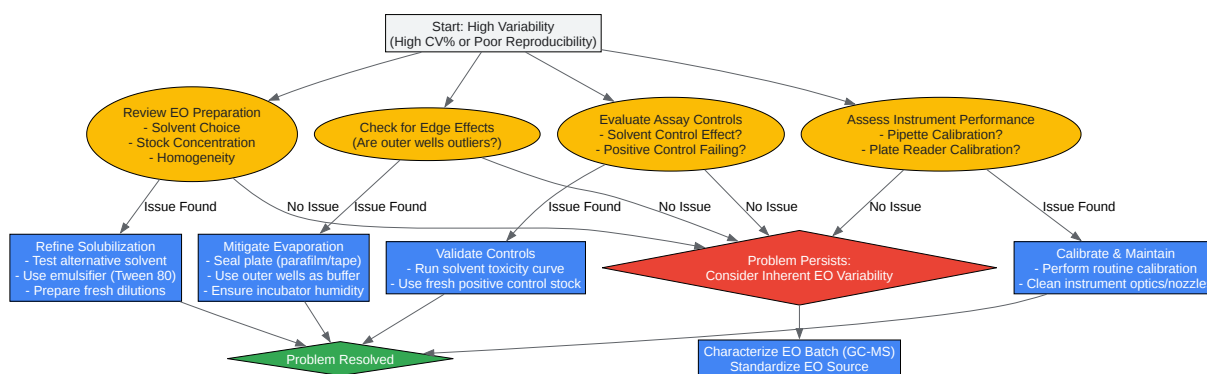 Start: High Variability
(High CV% or Poor Reproducibility)
Review EO Preparation
- Solvent Choice
- Stock Concentration
- Homogeneity
Check for Edge Effects
(Are outer wells outliers?)
Evaluate Assay Controls
- Solvent Control Effect?
- Positive Control Failing?
Assess Instrument Performance
- Pipette Calibration?
- Plate Reader Calibration?
Issue Found
No Issue
Issue Found
Issue Found
No Issue
No Issue
No Issue
Issue Found
Refine Solubilization
- Test alternative solvent
- Use emulsifier (Tween 80)
- Prepare fresh dilutions
Mitigate Evaporation
- Seal plate (parafilm/tape)
- Use outer wells as buffer
- Ensure incubator humidity
Validate Controls
- Run solvent toxicity curve
- Use fresh positive control stock
Problem Persists:
Consider Inherent EO Variability
Calibrate & Maintain
- Perform routine calibration
- Clean instrument optics/nozzles
Problem Resolved
Characterize EO Batch (GC-MS)
Standardize EO Source